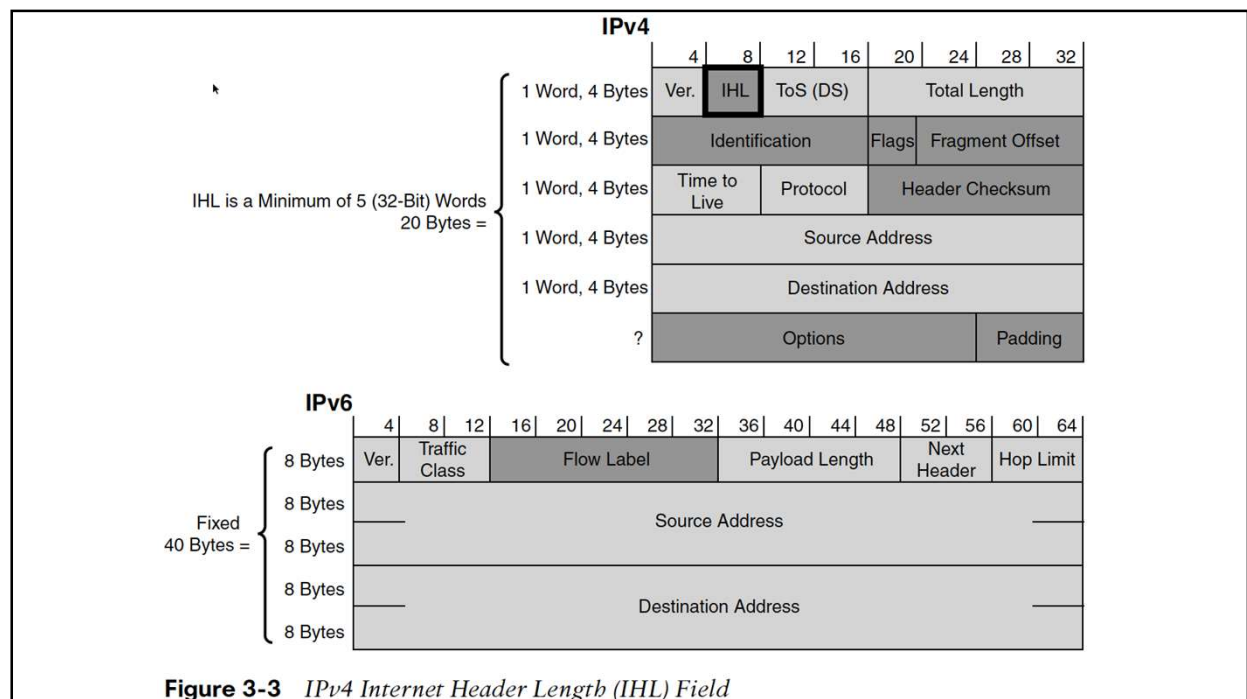 IPv4
4 8 12 16 20 24 28 32
1 Word, 4 Bytes Ver. IHL ToS (DS) Total Length
1 Word, 4 Bytes Identification Flags Fragment Offset
1 Word, 4 Bytes Time to Live Protocol Header Checksum
IHL is a Minimum of 5 (32-Bit) Words
20 Bytes =
1 Word, 4 Bytes Source Address
1 Word, 4 Bytes Destination Address
? Options Padding
IPv6
4 8 12 16 20 24 28 32 36 40 44 48 52 56 60 64
8 Bytes Ver. Traffic Class Flow Label Payload Length Next Header Hop Limit
8 Bytes
Source Address
8 Bytes
Fixed
40 Bytes =
8 Bytes
Destination Address
8 Bytes
Figure 3-3 IPv4 Internet Header Length (IHL) Field